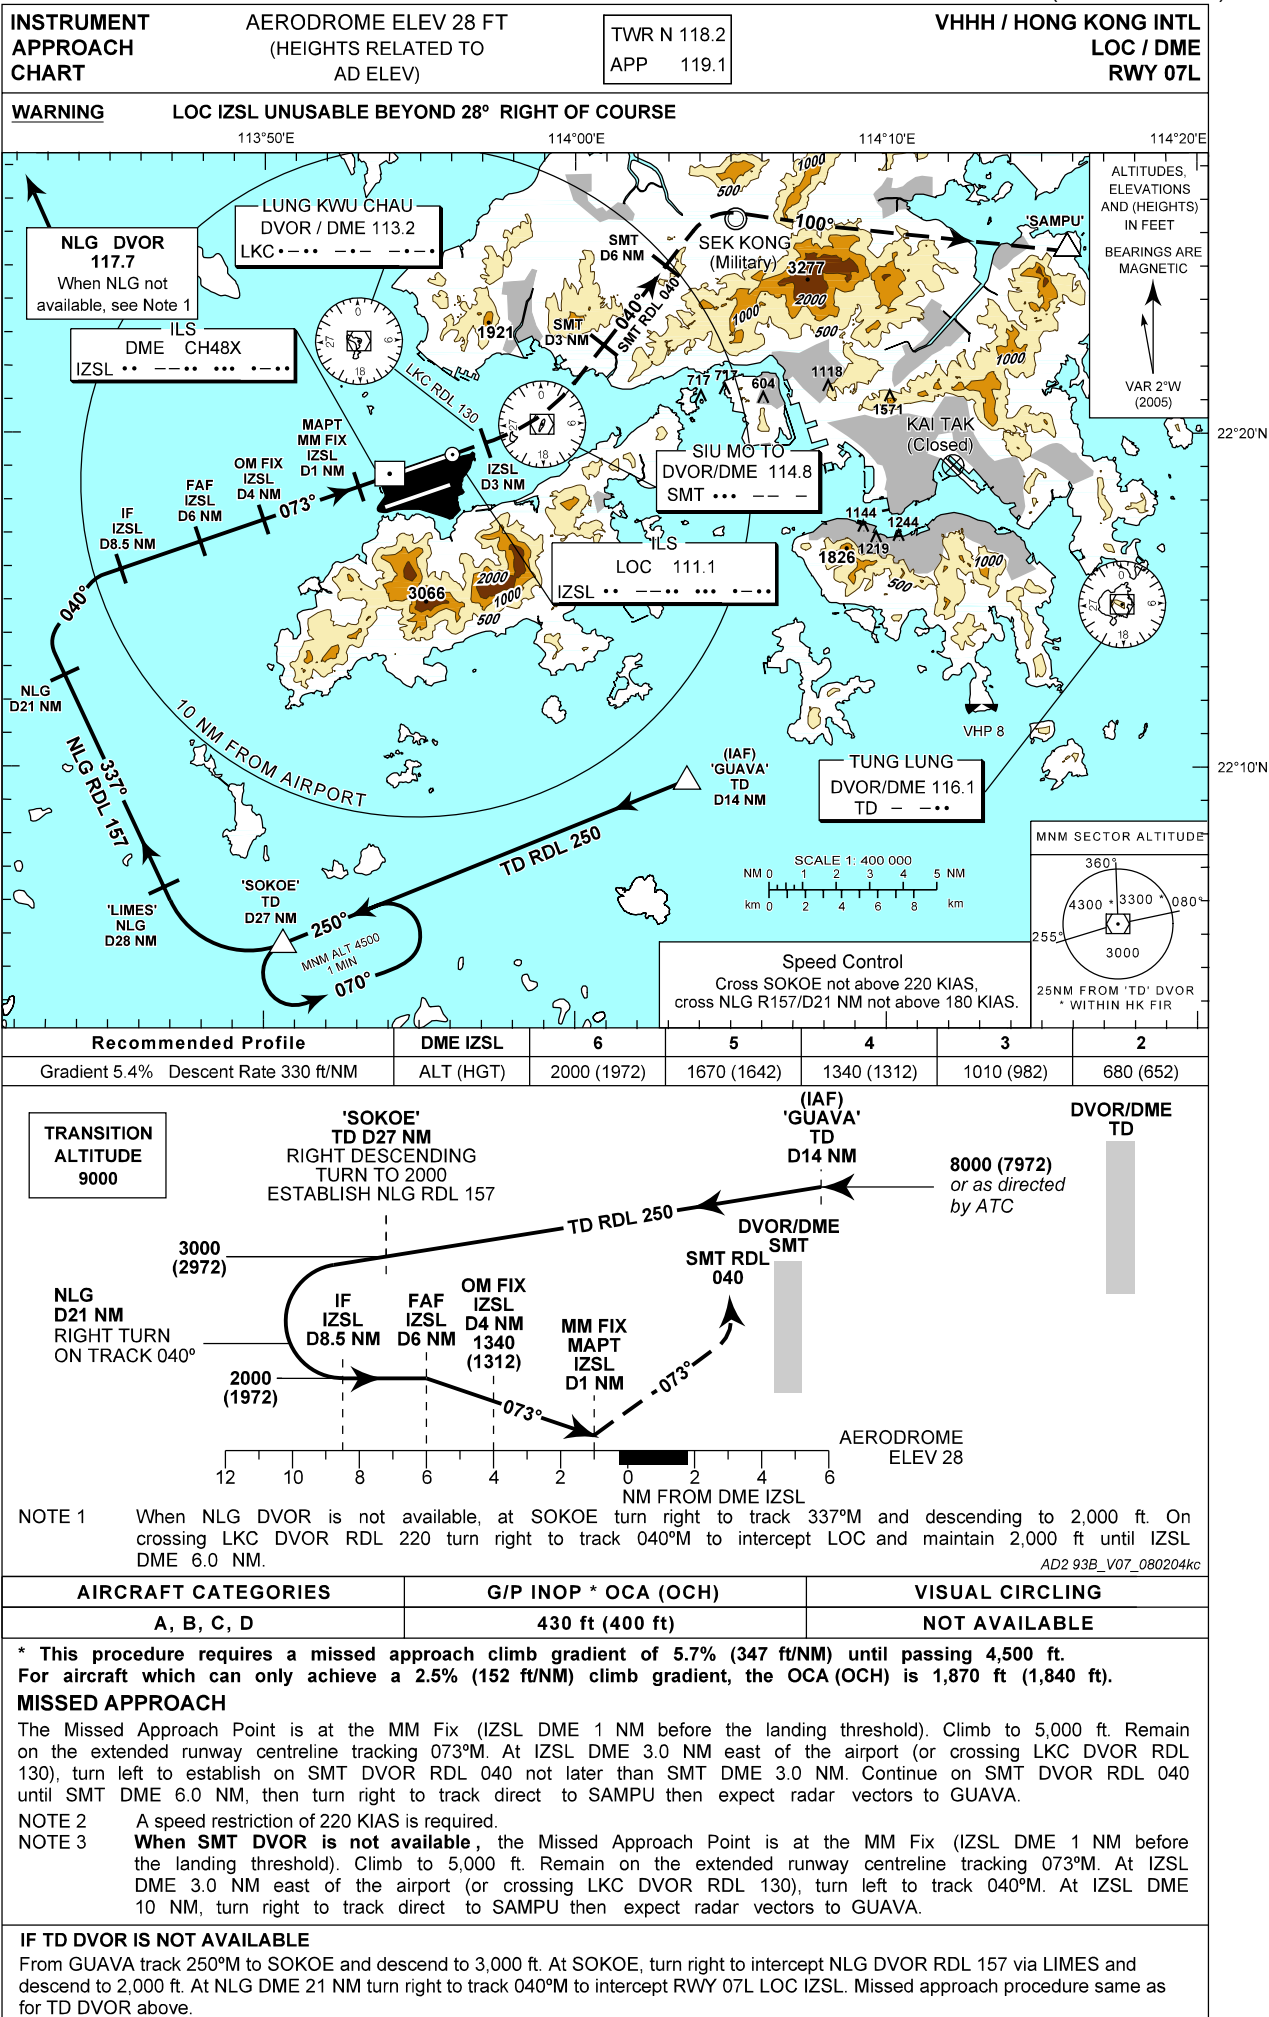 INSTRUMENT
APPROACH
CHART
AERODROME ELEV 28 FT
(HEIGHTS RELATED TO
AD ELEV)
TWR N 118.2
APP 119.1
VHHH / HONG KONG INTL
LOC / DME
RWY 07L
WARNING
LOC IZSL UNUSABLE BEYOND 28º RIGHT OF COURSE
113°50'E
114°00'E
114°10'E
114°20'E
NLG DVOR
117.7
When NLG not
available, see Note 1
LUNG KWU CHAU
DVOR / DME 113.2
LKC
ILS
DME CH48X
IZSL
0
9
18
27
LKC RDL 130
1921
SMT
D6 NM
SMT
D3 NM
040°
SMT RDL 040
500
1000
SEK KONG
(Military)
100°
'SAMPU'
3277
2000
1000
500
1000
ALTITUDES,
ELEVATIONS
AND (HEIGHTS)
IN FEET
BEARINGS ARE
MAGNETIC
VAR 2°W
(2005)
717
717
604
1118
1571
KAI TAK
(Closed)
22°20'N
MAPT
MM FIX
IZSL
D1 NM
OM FIX
IZSL
D4 NM
FAF
IZSL
D6 NM
IF
IZSL
D8.5 NM
073°
IZSL
D3 NM
0
9
18
27
SIU MO TO
DVOR/DME 114.8
SMT
ILS
LOC 111.1
IZSL
1144
1244
1219
1826
500
1000
3066
2000
1000
500
0
9
18
27
040°
NLG
D21 NM
10 NM FROM AIRPORT
337°
NLG RDL 157
VHP 8
TUNG LUNG
DVOR/DME 116.1
TD
22°10'N
(IAF)
'GUAVA'
TD
D14 NM
TD RDL 250
'SOKOE'
TD
D27 NM
250°
MNM ALT 4500
1 MIN
070°
'LIMES'
NLG
D28 NM
SCALE 1: 400 000
NM 0 1 2 3 4 5 NM
km 0 2 4 6 8 km
MNM SECTOR ALTITUDE
360°
4300 *
3300 *
080°
255°
3000
25NM FROM 'TD' DVOR
* WITHIN HK FIR
Speed Control
Cross SOKOE not above 220 KIAS,
cross NLG R157/D21 NM not above 180 KIAS.
Recommended Profile DME IZSL 6 5 4 3 2
Gradient 5.4% Descent Rate 330 ft/NM ALT (HGT) 2000 (1972) 1670 (1642) 1340 (1312) 1010 (982) 680 (652)
TRANSITION
ALTITUDE
9000
'SOKOE'
TD D27 NM
RIGHT DESCENDING
TURN TO 2000
ESTABLISH NLG RDL 157
(IAF)
'GUAVA'
TD
D14 NM
DVOR/DME
TD
8000 (7972)
or as directed
by ATC
TD RDL 250
DVOR/DME
SMT
SMT RDL
040
3000
(2972)
NLG
D21 NM
RIGHT TURN
ON TRACK 040º
IF
IZSL
D8.5 NM
FAF
IZSL
D6 NM
OM FIX
IZSL
D4 NM
1340
(1312)
MM FIX
MAPT
IZSL
D1 NM
2000
(1972)
073°
073°
AERODROME
ELEV 28
12 10 8 6 4 2 0 2 4 6
NM FROM DME IZSL
NOTE 1 When NLG DVOR is not available, at SOKOE turn right to track 337ºM and descending to 2,000 ft. On
crossing LKC DVOR RDL 220 turn right to track 040ºM to intercept LOC and maintain 2,000 ft until IZSL
DME 6.0 NM.
AD2 93B_V07_080204kc
AIRCRAFT CATEGORIES G/P INOP * OCA (OCH) VISUAL CIRCLING
A, B, C, D 430 ft (400 ft) NOT AVAILABLE
* This procedure requires a missed approach climb gradient of 5.7% (347 ft/NM) until passing 4,500 ft.
For aircraft which can only achieve a 2.5% (152 ft/NM) climb gradient, the OCA (OCH) is 1,870 ft (1,840 ft).
MISSED APPROACH
The Missed Approach Point is at the MM Fix (IZSL DME 1 NM before the landing threshold). Climb to 5,000 ft. Remain
on the extended runway centreline tracking 073ºM. At IZSL DME 3.0 NM east of the airport (or crossing LKC DVOR RDL
130), turn left to establish on SMT DVOR RDL 040 not later than SMT DME 3.0 NM. Continue on SMT DVOR RDL 040
until SMT DME 6.0 NM, then turn right to track direct to SAMPU then expect radar vectors to GUAVA.
NOTE 2 A speed restriction of 220 KIAS is required.
NOTE 3 When SMT DVOR is not available, the Missed Approach Point is at the MM Fix (IZSL DME 1 NM before
the landing threshold). Climb to 5,000 ft. Remain on the extended runway centreline tracking 073ºM. At IZSL
DME 3.0 NM east of the airport (or crossing LKC DVOR RDL 130), turn left to track 040ºM. At IZSL DME
10 NM, turn right to track direct to SAMPU then expect radar vectors to GUAVA.
IF TD DVOR IS NOT AVAILABLE
From GUAVA track 250ºM to SOKOE and descend to 3,000 ft. At SOKOE, turn right to intercept NLG DVOR RDL 157 via LIMES and
descend to 2,000 ft. At NLG DME 21 NM turn right to track 040ºM to intercept RWY 07L LOC IZSL. Missed approach procedure same as
for TD DVOR above.